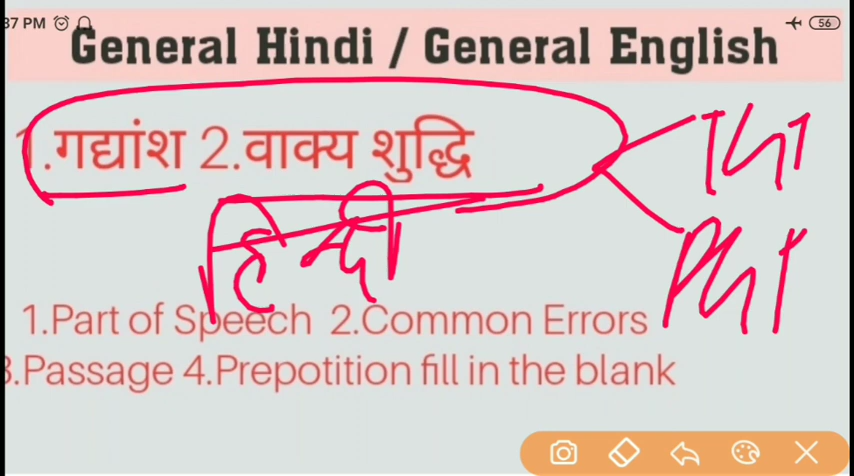 37 PM 56
General Hindi / General English
1.गद्यांश 2.वाक्य शुद्धि
हिन्दी
1.Part of Speech 2.Common Errors
3.Passage 4.Prepotition fill in the blank